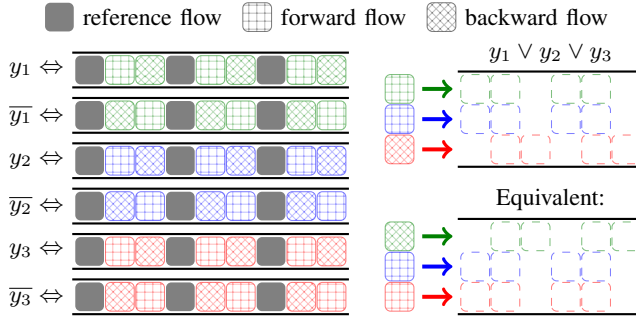 reference flow forward flow backward flow
y₁ ⇔
y̅₁̅ ⇔
y₂ ⇔
y̅₂̅ ⇔
y₃ ⇔
y̅₃̅ ⇔
y₁ ∨ y₂ ∨ y₃
Equivalent: